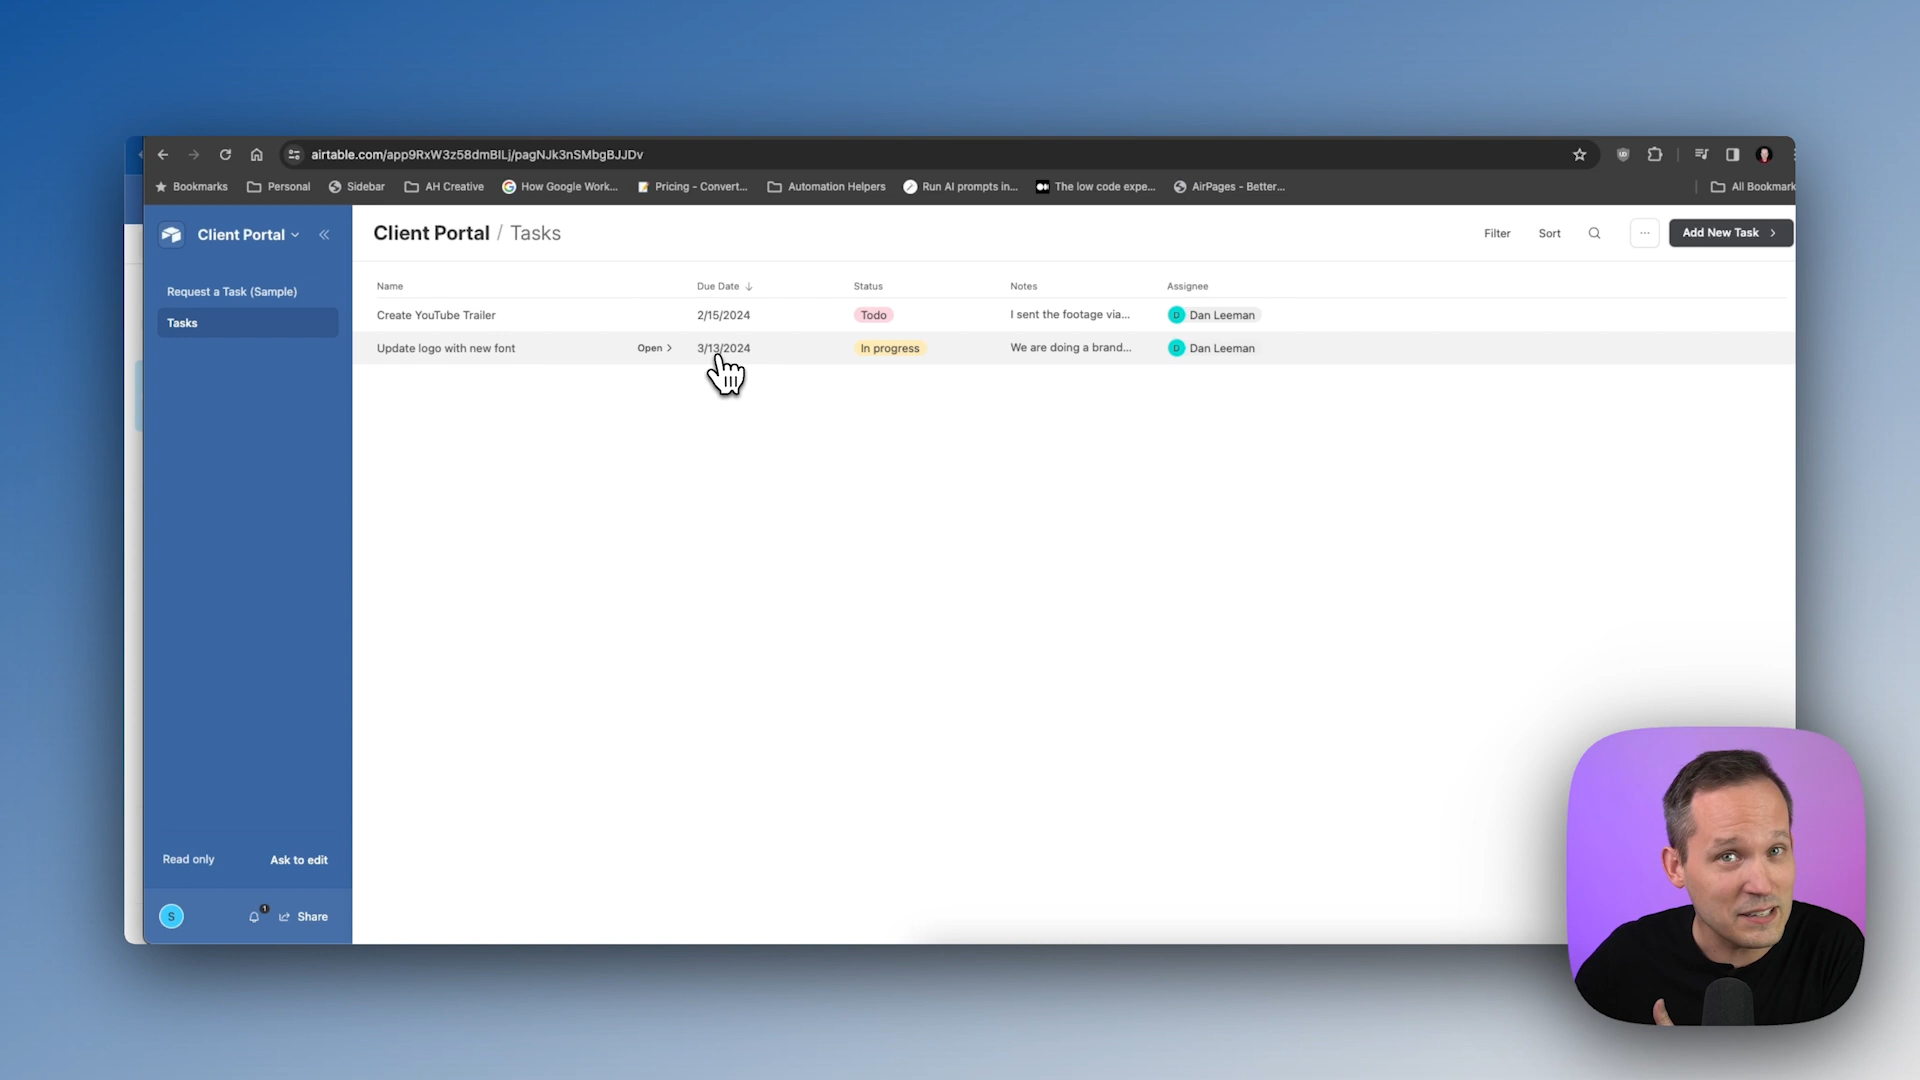 airtable.com/app9RxW3z58dmBILj/pagNJk3nSMbgBJJDv
Bookmarks Personal Sidebar AH Creative How Google Work... Pricing - Convert... Automation Helpers Run AI prompts in... The low code expe... AirPages - Better... All Bookmark
Client Portal
Client Portal / Tasks
Filter Sort ... Add New Task
Request a Task (Sample)
Tasks
Name Due Date Status Notes Assignee
Create YouTube Trailer 2/15/2024 Todo I sent the footage via... D Dan Leeman
Update logo with new font Open 3/13/2024 In progress We are doing a brand... D Dan Leeman
Read only Ask to edit
S 1 Share